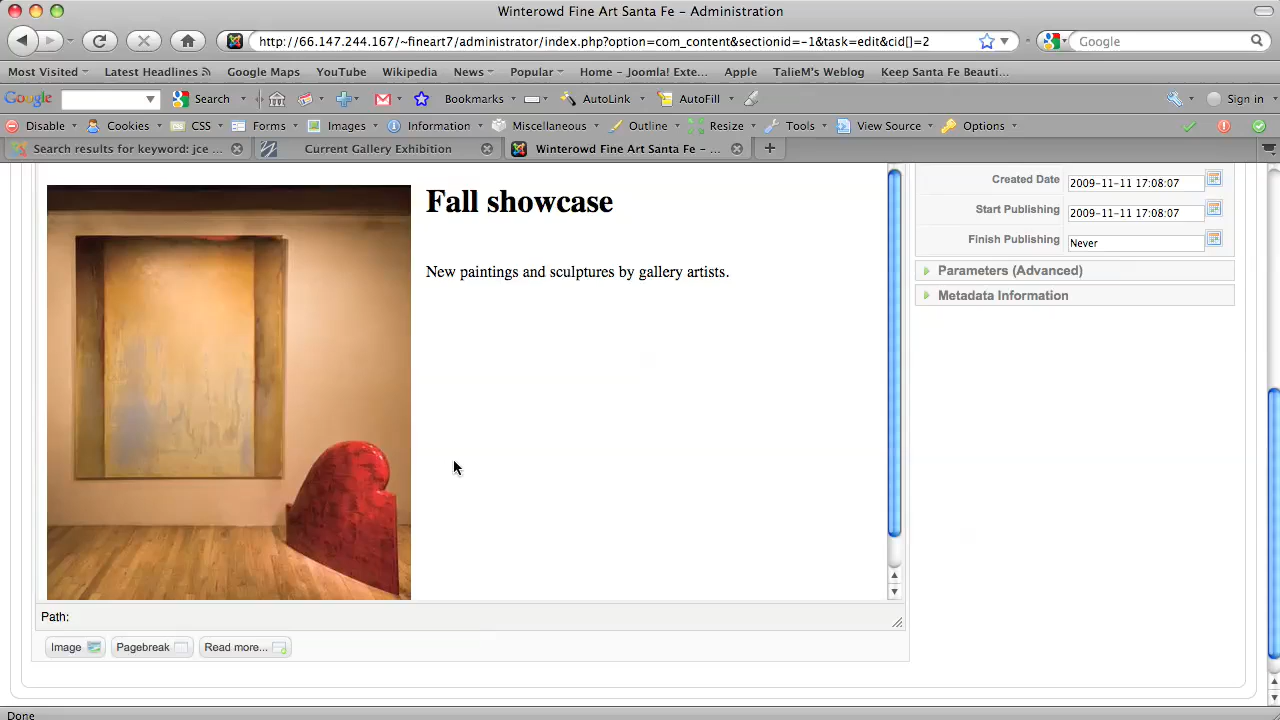 Winterowd Fine Art Santa Fe – Administration
http://66.147.244.167/~fineart7/administrator/index.php?option=com_content&sectionid=-1&task=edit&cid[]=2
Google
Most Visited
Latest Headlines
Google Maps
YouTube
Wikipedia
News
Popular
Home – Joomla! Exte...
Apple
TalieM's Weblog
Keep Santa Fe Beauti...
Google
Search
Bookmarks
AutoLink
AutoFill
Sign in
Disable
Cookies
CSS
Forms
Images
Information
Miscellaneous
Outline
Resize
Tools
View Source
Options
Search results for keyword: jce ...
Current Gallery Exhibition
Winterowd Fine Art Santa Fe – ...
Created Date 2009-11-11 17:08:07
Start Publishing 2009-11-11 17:08:07
Finish Publishing Never
Parameters (Advanced)
Metadata Information
Fall showcase
New paintings and sculptures by gallery artists.
Path:
Image
Pagebreak
Read more...
Done